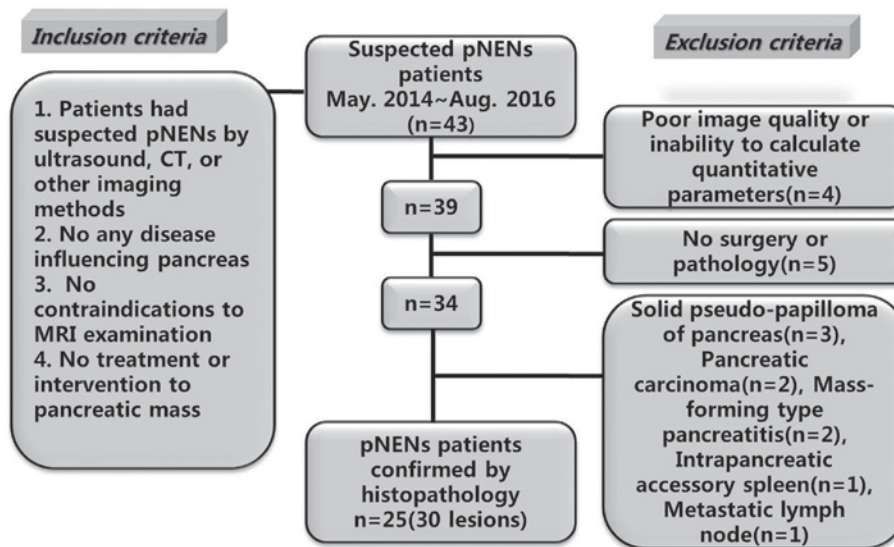 Inclusion criteria
1. Patients had
suspected pNENs by
ultrasound, CT, or
other imaging
methods
2. No any disease
influencing pancreas
3. No
contraindications to
MRI examination
4. No treatment or
intervention to
pancreatic mass
Suspected pNENs
patients
May. 2014~Aug. 2016
(n=43)
n=39
n=34
pNENs patients
confirmed by
histopathology
n=25(30 lesions)
Exclusion criteria
Poor image quality or
inability to calculate
quantitative
parameters(n=4)
No surgery or
pathology(n=5)
Solid pseudo-papilloma
of pancreas(n=3),
Pancreatic
carcinoma(n=2), Mass-
forming type
pancreatitis(n=2),
Intrapancreatic
accessory spleen(n=1),
Metastatic lymph
node(n=1)